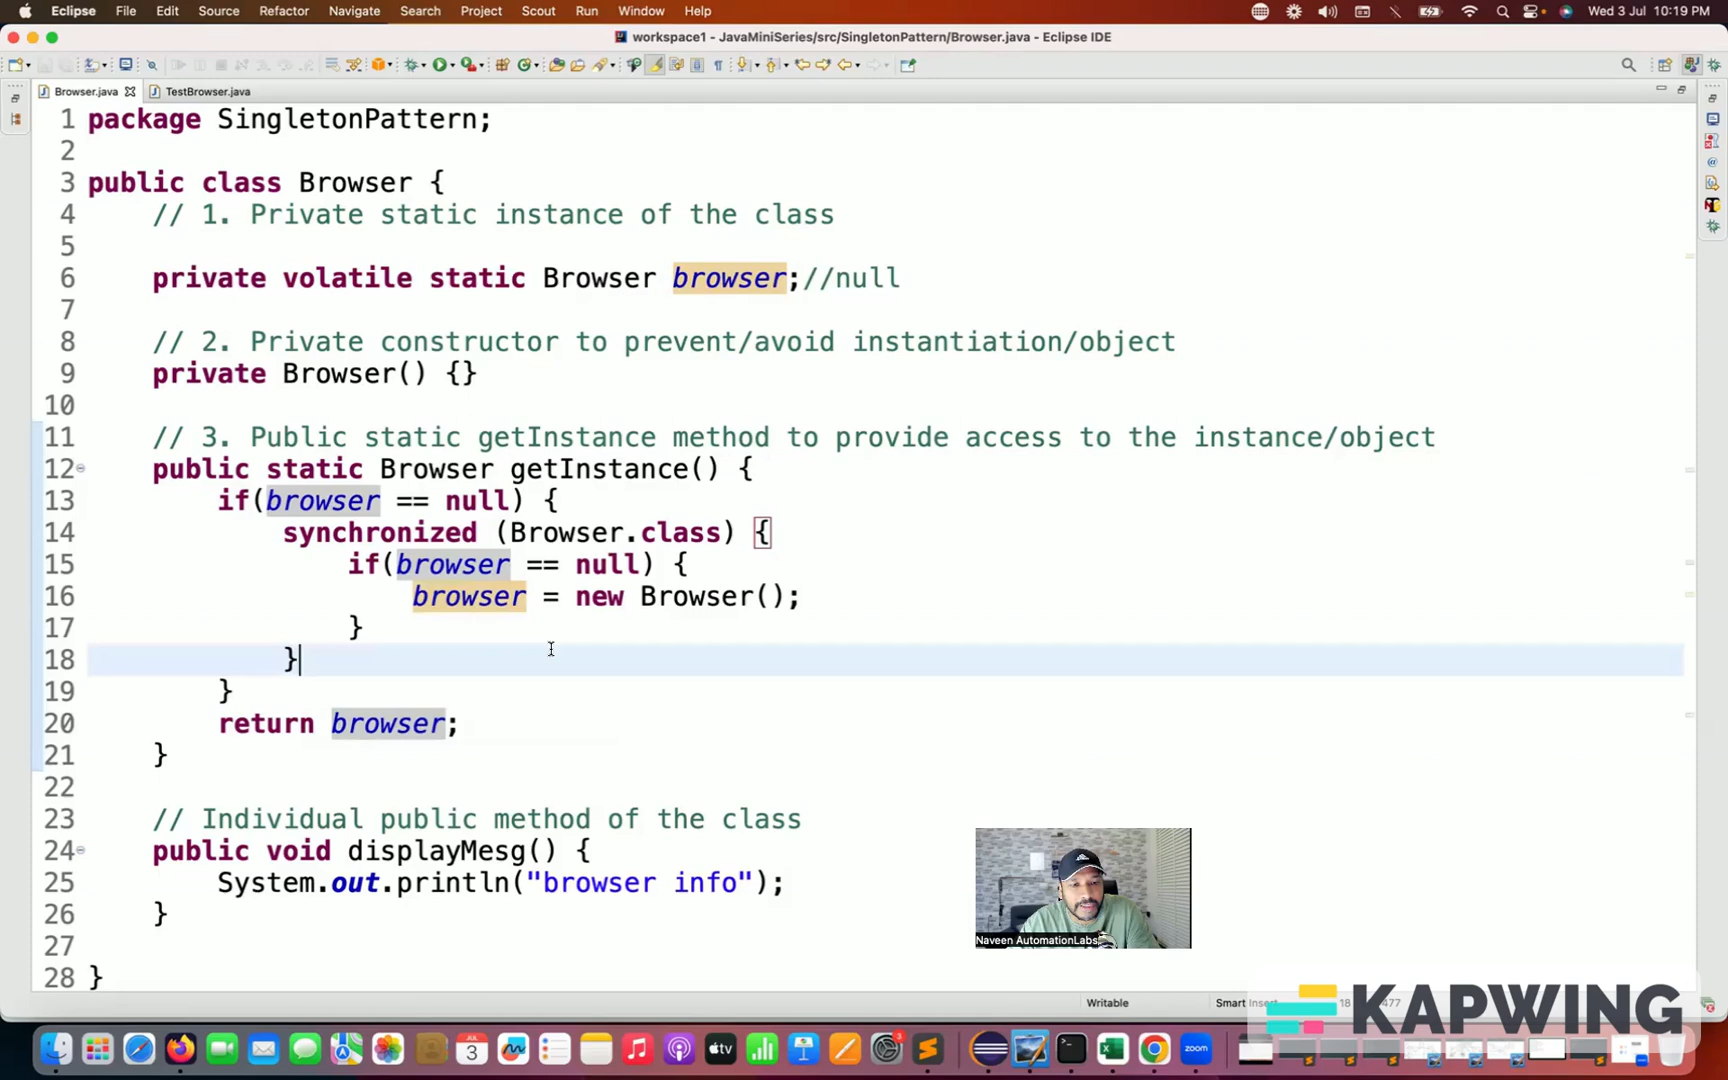 Eclipse File Edit Source Refactor Navigate Search Project Scout Run Window Help Wed 3 Jul 10:19 PM
workspace1 - JavaMiniSeries/src/SingletonPattern/Browser.java - Eclipse IDE
Browser.java TestBrowser.java
1 package SingletonPattern;
2
3 public class Browser {
4 // 1. Private static instance of the class
5
6 private volatile static Browser browser;//null
7
8 // 2. Private constructor to prevent/avoid instantiation/object
9 private Browser() {}
10
11 // 3. Public static getInstance method to provide access to the instance/object
12 public static Browser getInstance() {
13 if(browser == null) {
14 synchronized (Browser.class) {
15 if(browser == null) {
16 browser = new Browser();
17 }
18 }
19 }
20 return browser;
21 }
22
23 // Individual public method of the class
24 public void displayMesg() {
25 System.out.println("browser info");
26 }
27
28 }
Naveen AutomationLabs
Writable Smart Insert
KAPWING
JUL
3
tv
3
zoom